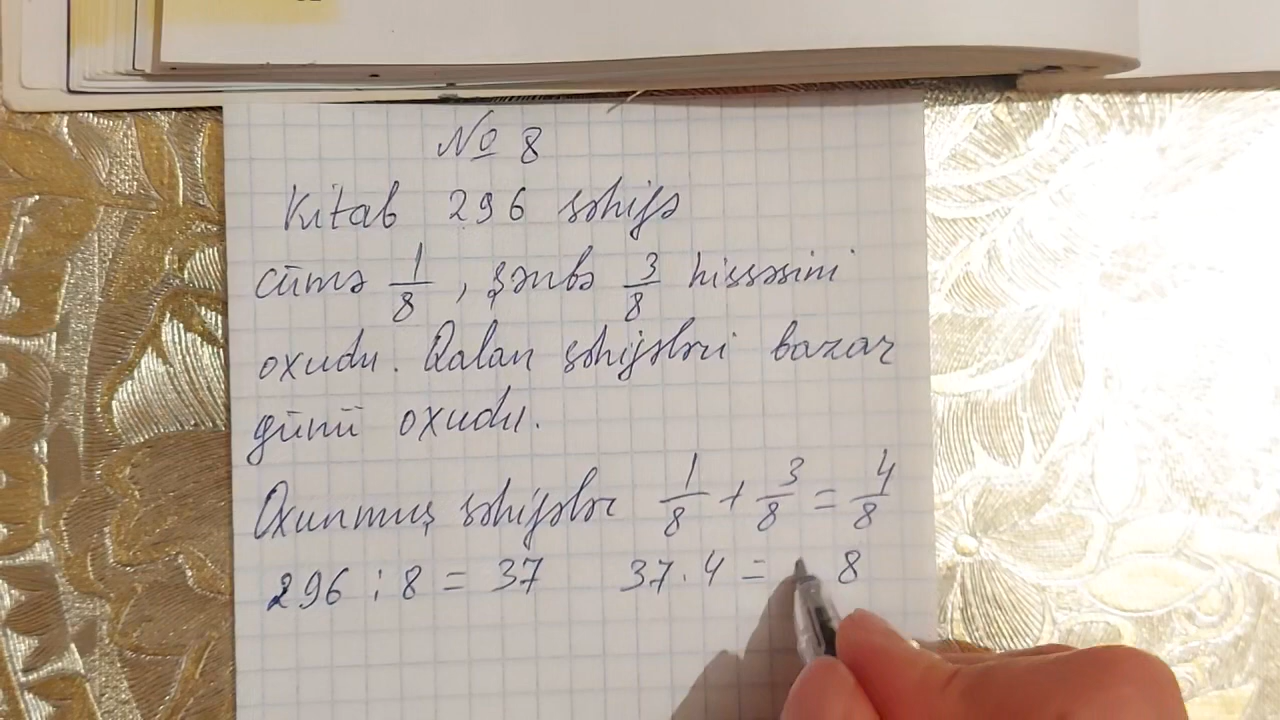 № 8
Kitab 296 səhifə
cümə 1/8, şənbə 3/8 hissəsini
oxudu. Qalan səhifələri bazar
günü oxudu.
Oxunmuş səhifələr 1/8 + 3/8 = 4/8
296 : 8 = 37 37 · 4 = 8